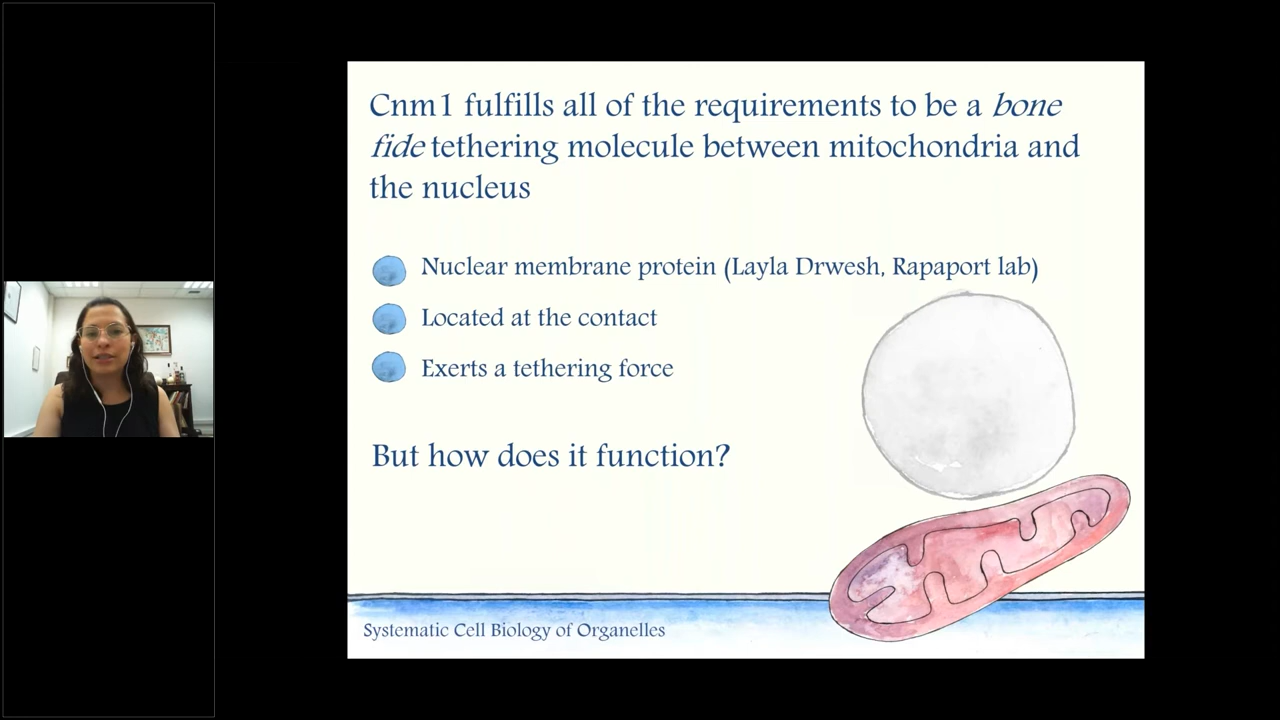 Cnm1 fulfills all of the requirements to be a bone
fide tethering molecule between mitochondria and
the nucleus
Nuclear membrane protein (Layla Drwesh, Rapaport lab)
Located at the contact
Exerts a tethering force
But how does it function?
Systematic Cell Biology of Organelles